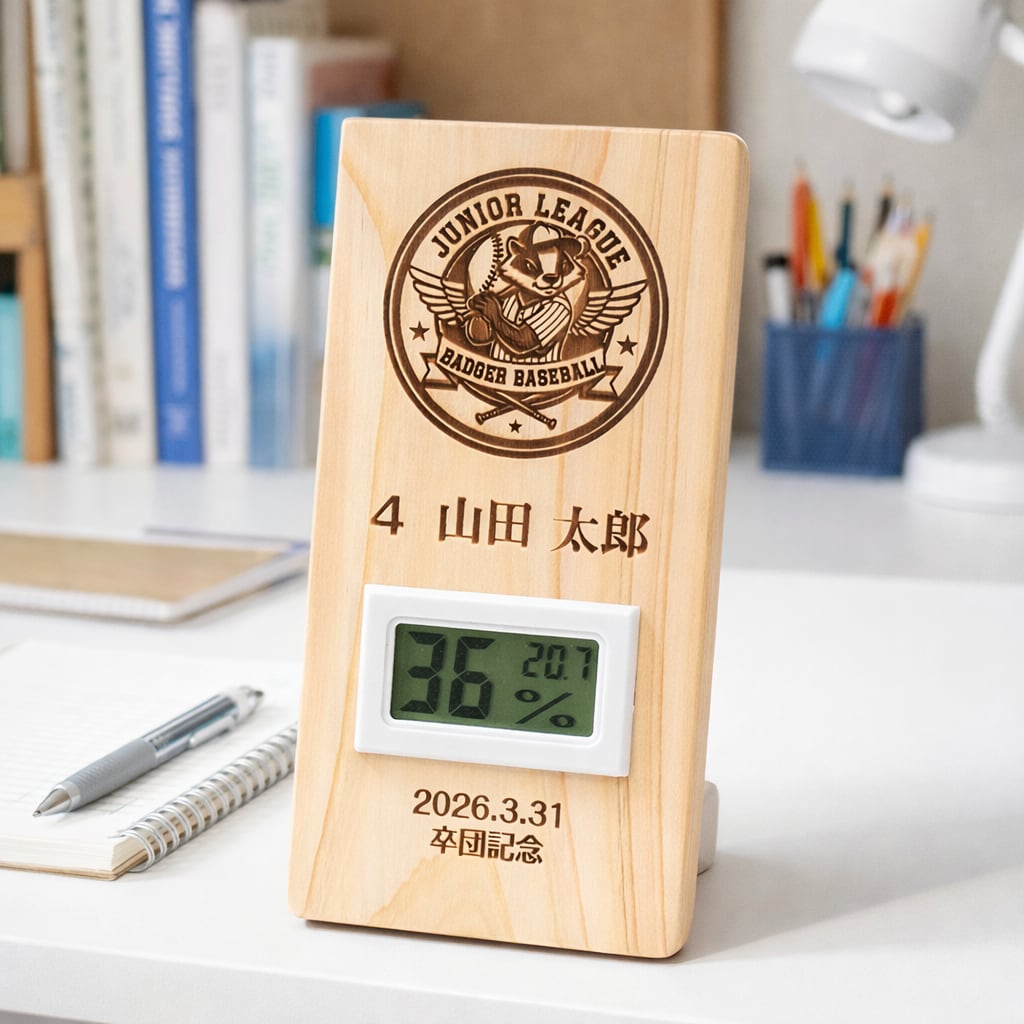 JUNIOR LEAGUE
BADGER BASEBALL
4 山田 太郎
36 20.7
%
2026.3.31
卒団記念